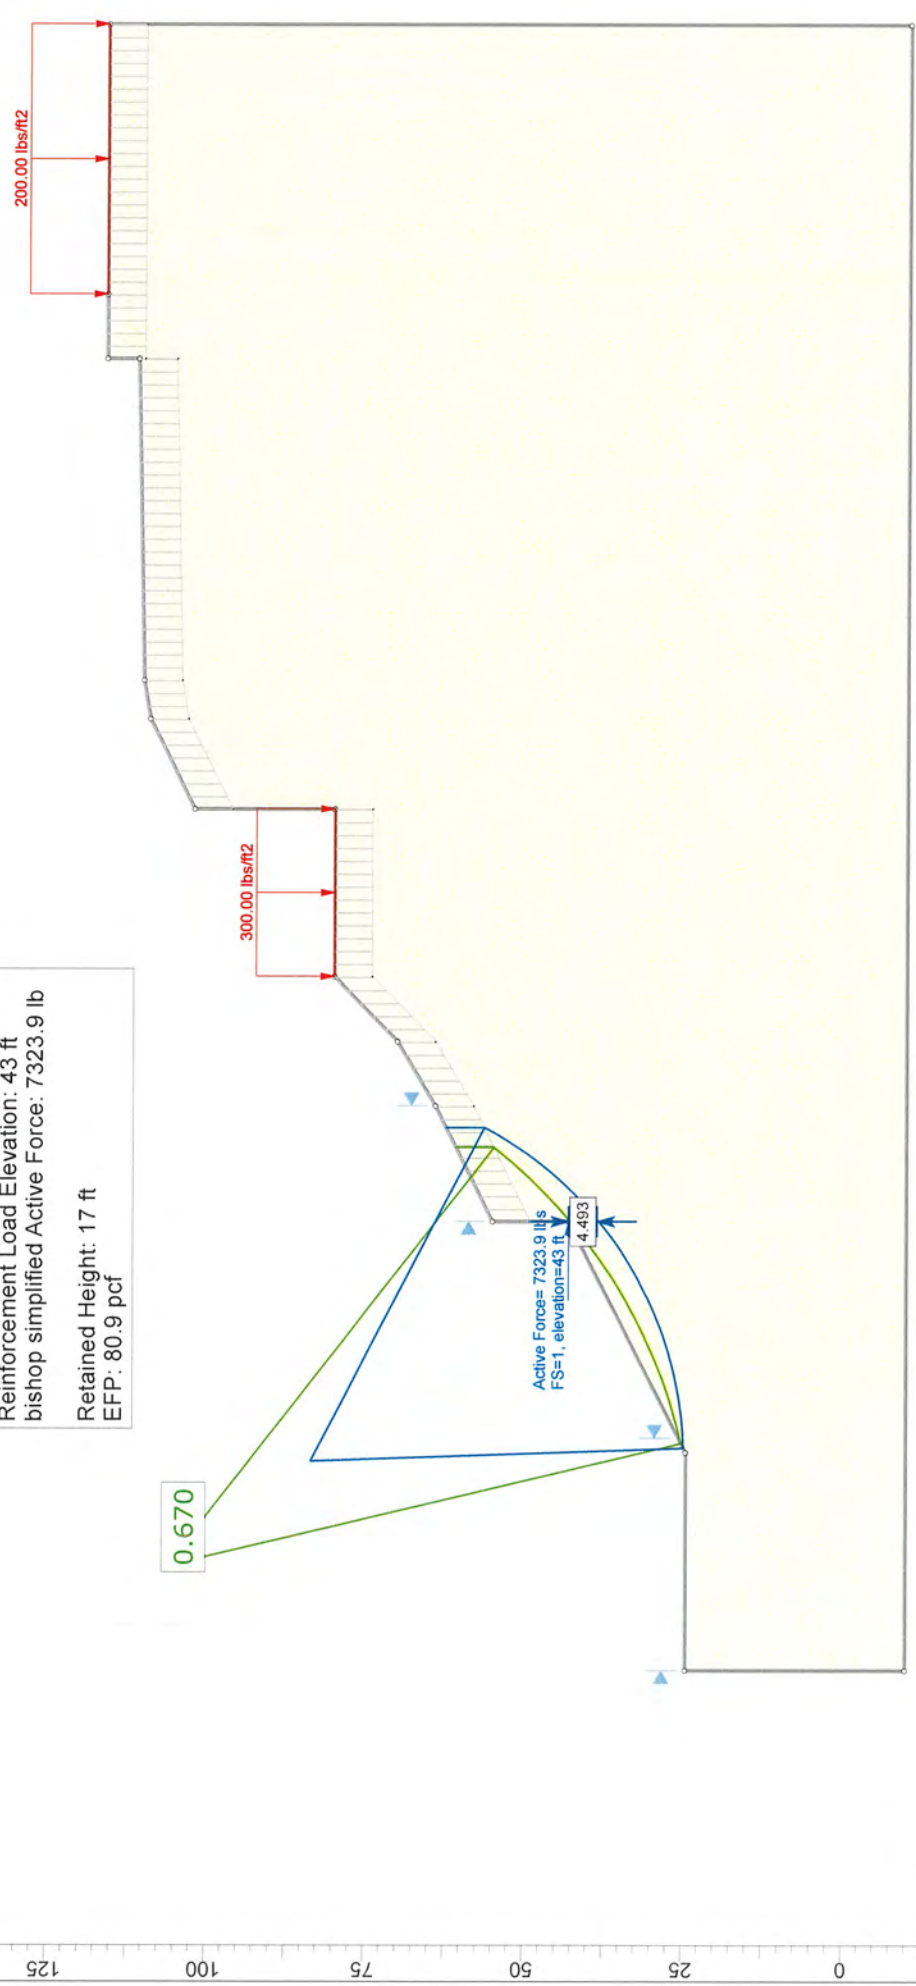 Reinforcement Load Elevation: 43 ft
bishop simplified Active Force: 7323.9 lb
Retained Height: 17 ft
EFP: 80.9 pcf
200.00 lbs/ft2
300.00 lbs/ft2
0.670
Active Force= 7323.9 lbs
FS=1, elevation=43 ft
4.493
125
100
75
50
25
0